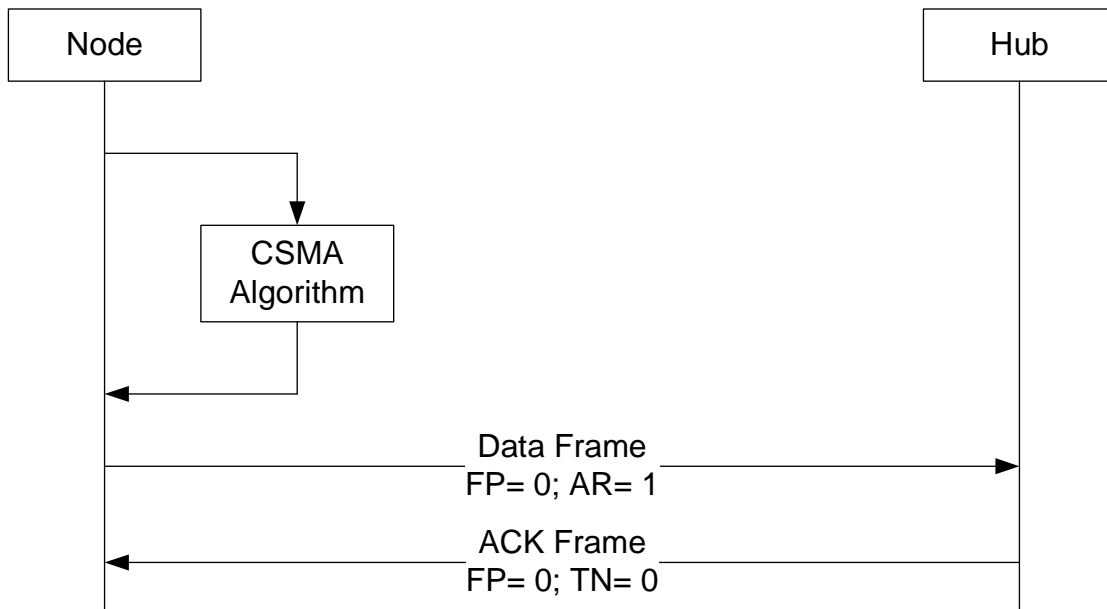 Node
Hub
CSMA
Algorithm
Data Frame
FP= 0; AR= 1
ACK Frame
FP= 0; TN= 0